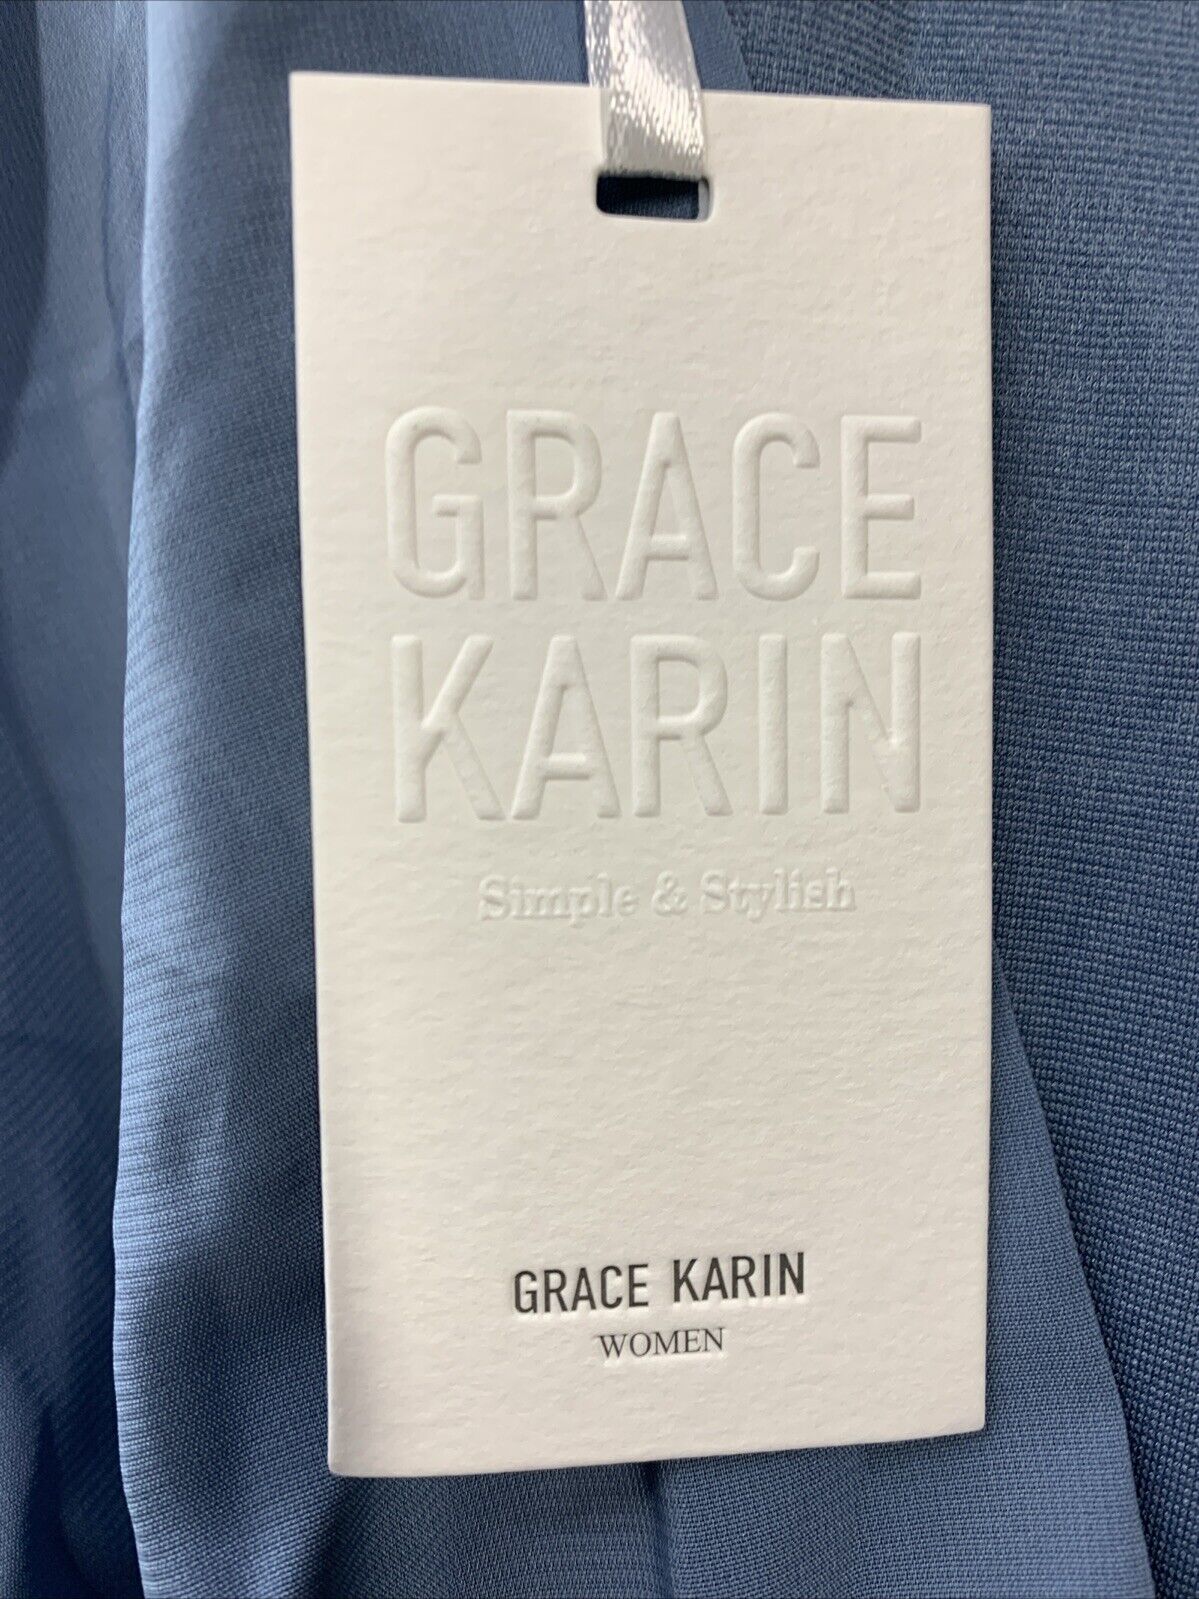 GRACE
KARIN
Simple & Stylish
GRACE KARIN
WOMEN